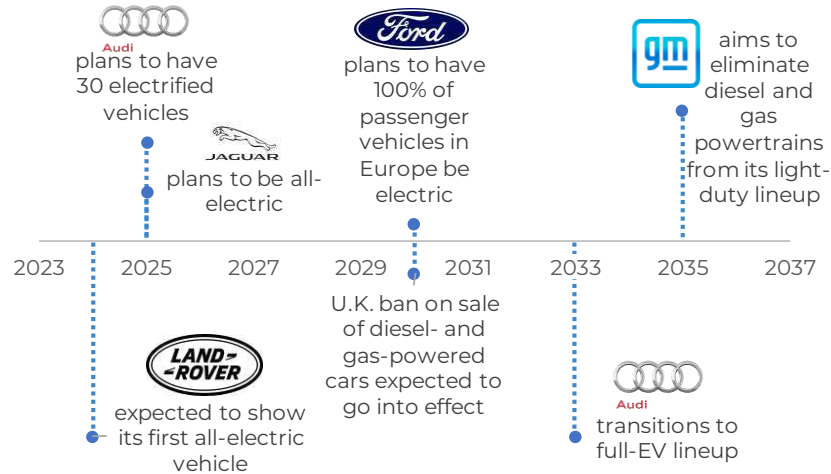 Audi
plans to have
30 electrified
vehicles
JAGUAR
plans to be all-
electric
Ford
plans to have
100% of
passenger
vehicles in
Europe be
electric
gm
aims to
eliminate
diesel and
gas
powertrains
from its light-
duty lineup
2023 2025 2027 2029 2031 2033 2035 2037
LAND-
-ROVER
expected to show
its first all-electric
vehicle
U.K. ban on sale
of diesel- and
gas-powered
cars expected to
go into effect
Audi
transitions to
full-EV lineup